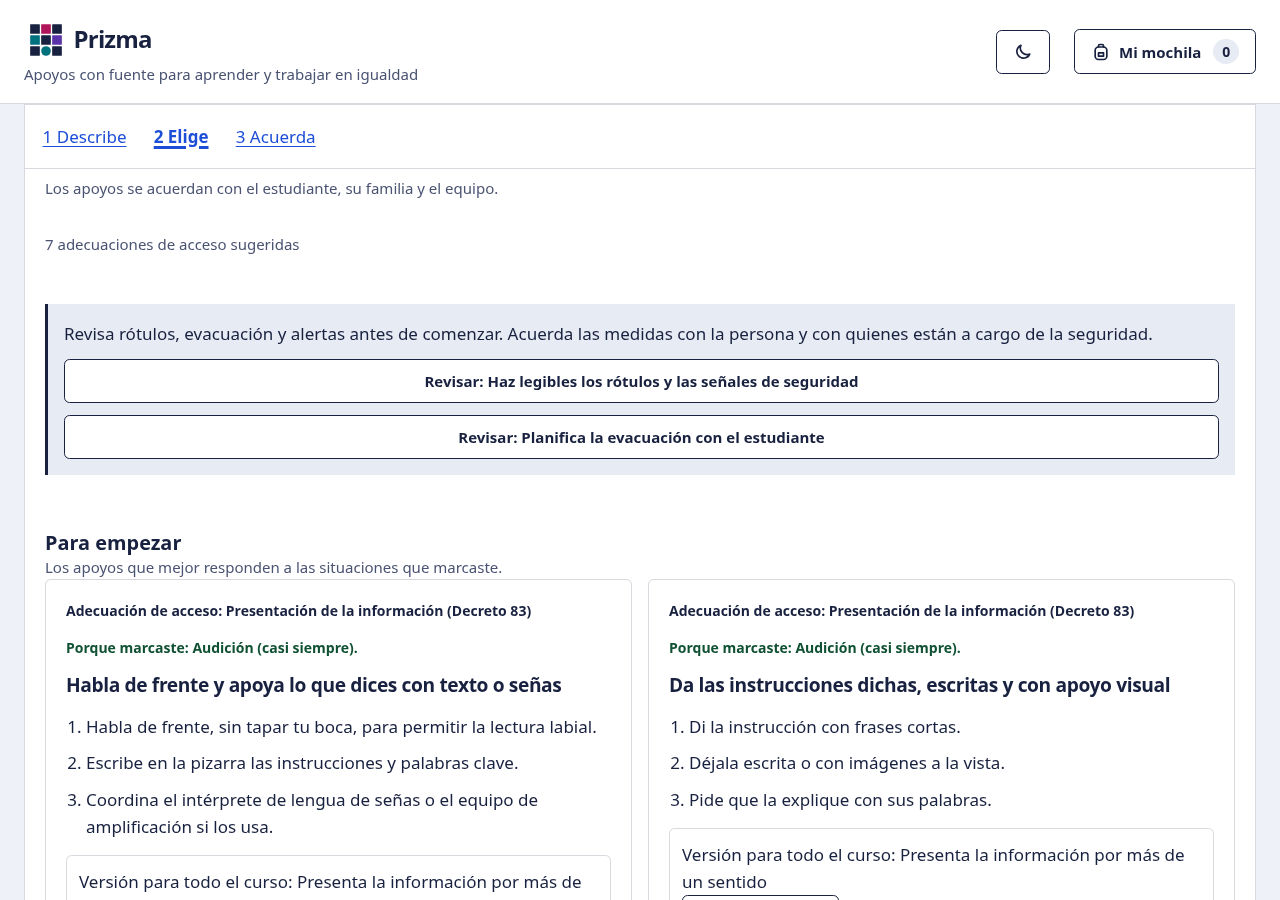 Prizma
Apoyos con fuente para aprender y trabajar en igualdad
Mi mochila 0
1 Describe 2 Elige 3 Acuerda
Los apoyos se acuerdan con el estudiante, su familia y el equipo.
7 adecuaciones de acceso sugeridas
Revisa rótulos, evacuación y alertas antes de comenzar. Acuerda las medidas con la persona y con quienes están a cargo de la seguridad.
Revisar: Haz legibles los rótulos y las señales de seguridad
Revisar: Planifica la evacuación con el estudiante
Para empezar
Los apoyos que mejor responden a las situaciones que marcaste.
Adecuación de acceso: Presentación de la información (Decreto 83)
Porque marcaste: Audición (casi siempre).
Habla de frente y apoya lo que dices con texto o señas
1. Habla de frente, sin tapar tu boca, para permitir la lectura labial.
2. Escribe en la pizarra las instrucciones y palabras clave.
3. Coordina el intérprete de lengua de señas o el equipo de
amplificación si los usa.
Versión para todo el curso: Presenta la información por más de
Adecuación de acceso: Presentación de la información (Decreto 83)
Porque marcaste: Audición (casi siempre).
Da las instrucciones dichas, escritas y con apoyo visual
1. Di la instrucción con frases cortas.
2. Déjala escrita o con imágenes a la vista.
3. Pide que la explique con sus palabras.
Versión para todo el curso: Presenta la información por más de
un sentido